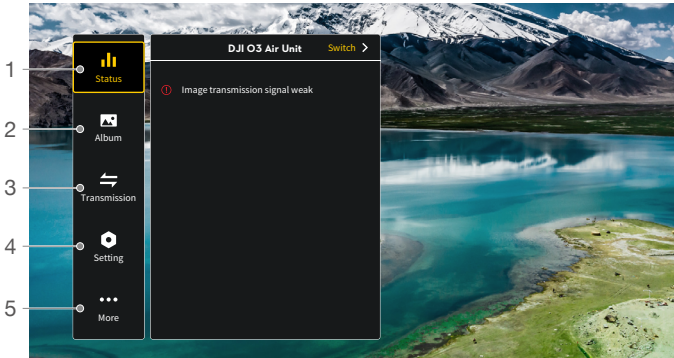 DJI O3 Air Unit Switch >
1
Status
Image transmission signal weak
2
Album
3
Transmission
4
Setting
5
More